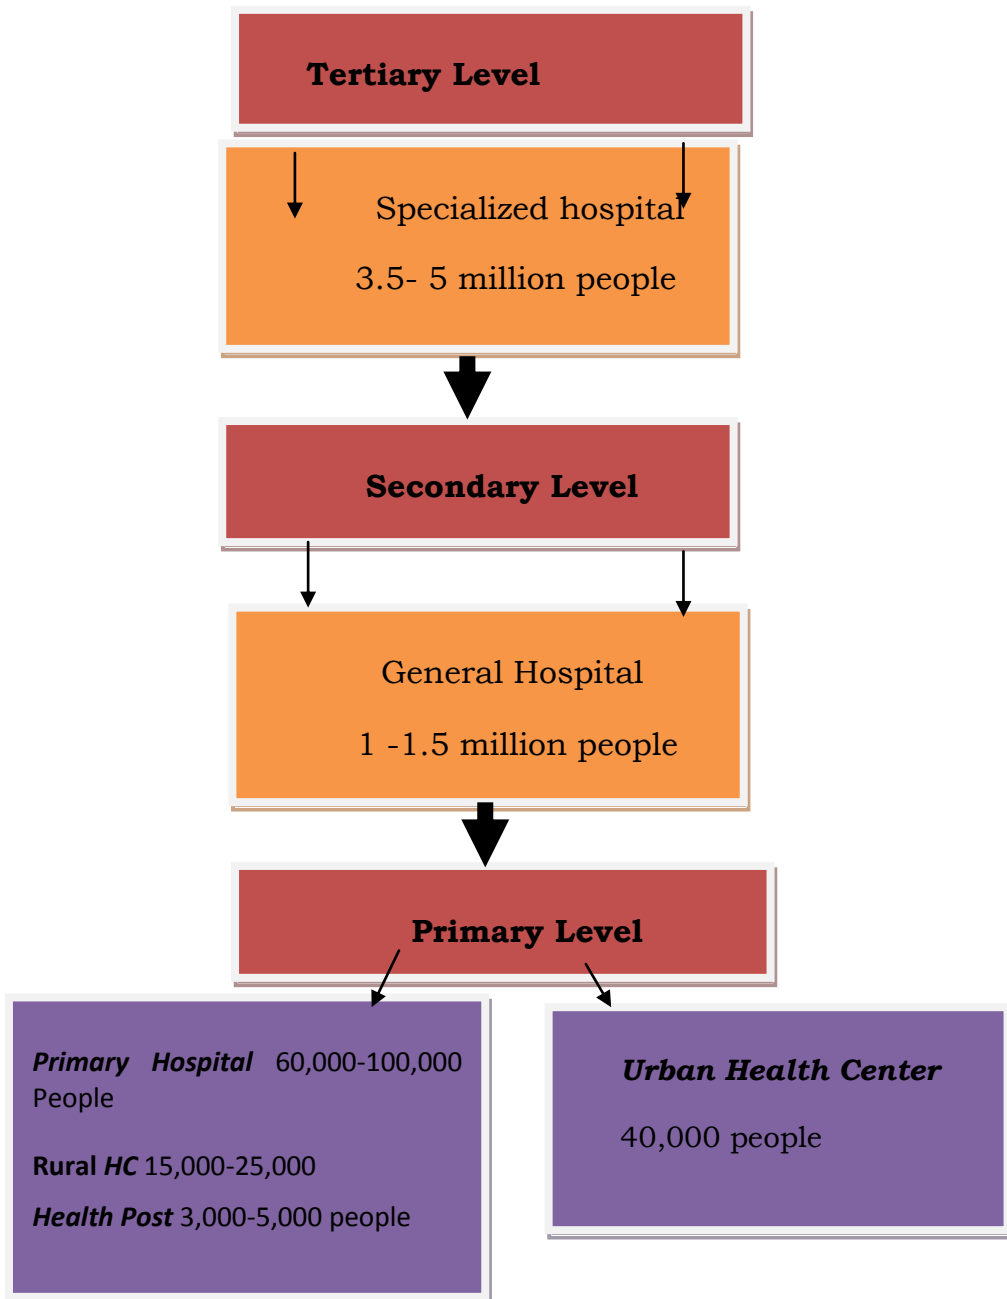 Tertiary Level
Specialized hospital
3.5- 5 million people
Secondary Level
General Hospital
1 -1.5 million people
Primary Level
Primary Hospital 60,000-100,000
People
Rural HC 15,000-25,000
Health Post 3,000-5,000 people
Urban Health Center
40,000 people